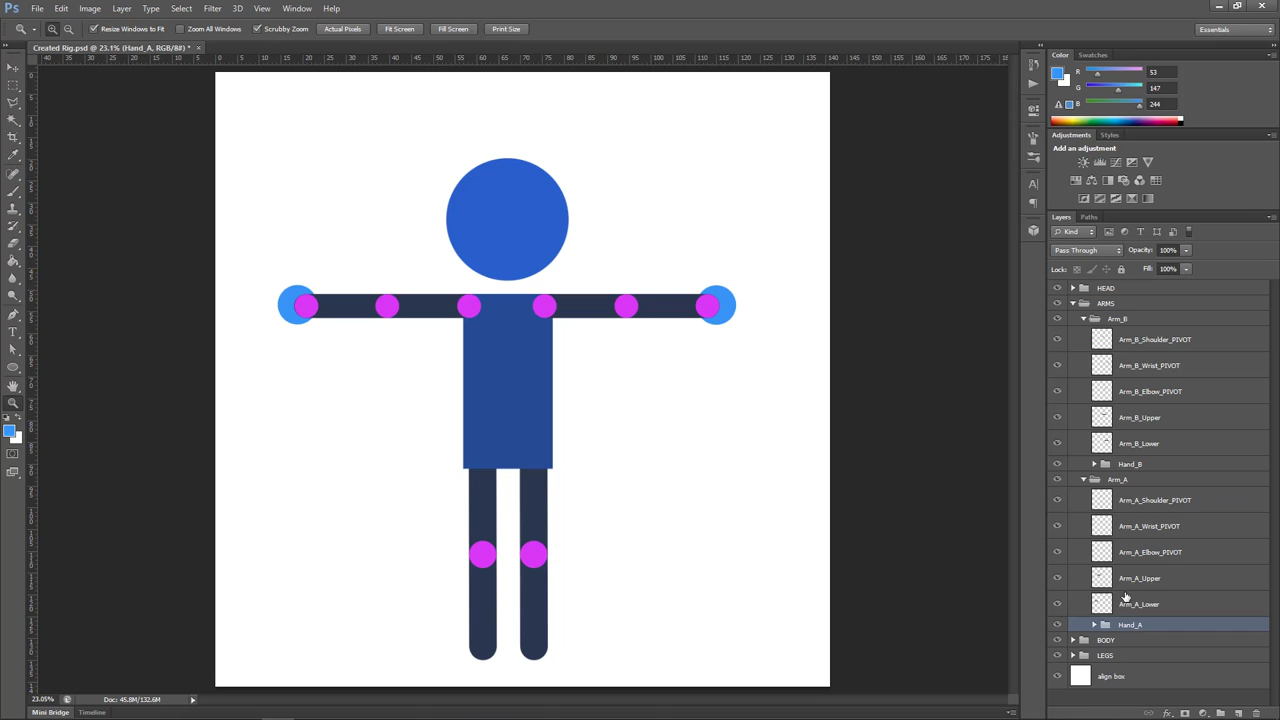 Ps File Edit Image Layer Type Select Filter 3D View Window Help
Resize Windows to Fit Zoom All Windows Scrubby Zoom Actual Pixels Fit Screen Fill Screen Print Size Essentials
Created Rig.psd @ 23.1% (Hand_A, RGB/8#) * ×
Color Swatches
R 53
G 147
B 244
Adjustments Styles
Add an adjustment
Layers Paths
Kind
Pass Through Opacity: 100%
Lock: Fill: 100%
HEAD
ARMS
Arm_B
Arm_B_Shoulder_PIVOT
Arm_B_Wrist_PIVOT
Arm_B_Elbow_PIVOT
Arm_B_Upper
Arm_B_Lower
Hand_B
Arm_A
Arm_A_Shoulder_PIVOT
Arm_A_Wrist_PIVOT
Arm_A_Elbow_PIVOT
Arm_A_Upper
Arm_A_Lower
Hand_A
BODY
LEGS
align box
23.05% Doc: 45.8M/132.6M
Mini Bridge Timeline